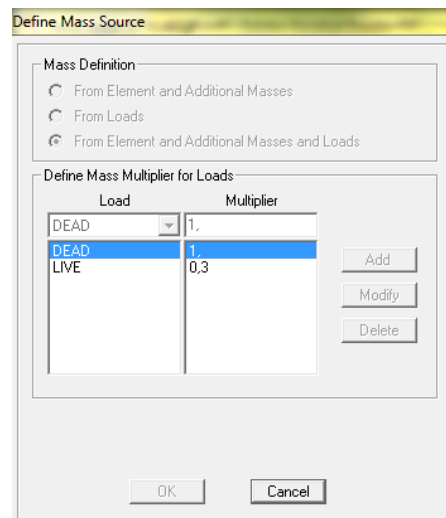 Define Mass Source
Mass Definition
From Element and Additional Masses
From Loads
From Element and Additional Masses and Loads
Define Mass Multiplier for Loads
Load Multiplier
DEAD 1,
DEAD 1,
LIVE 0,3
Add
Modify
Delete
OK Cancel